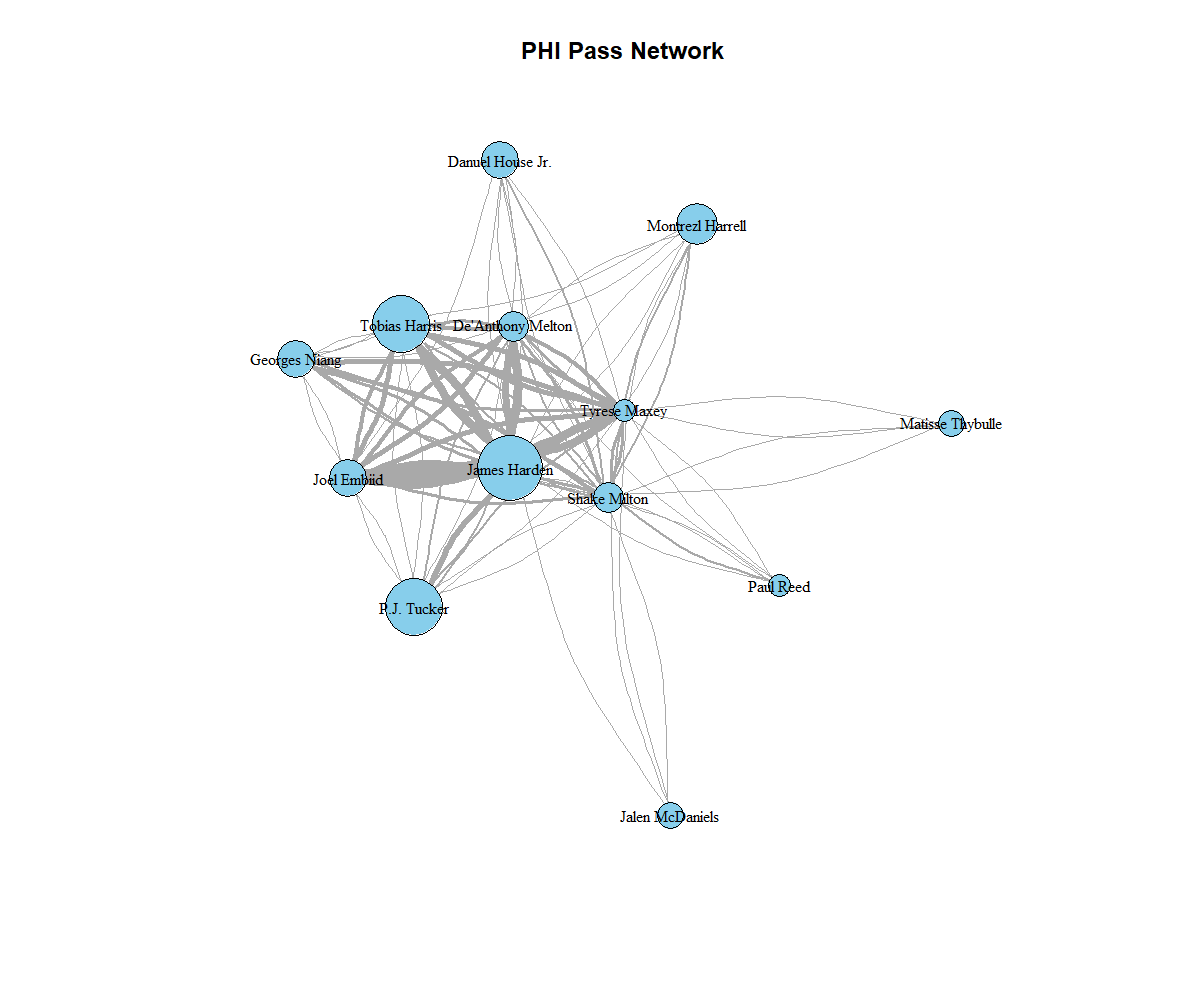 PHI Pass Network
Danuel House Jr.
Montrezl Harrell
Tobias Harris
De'Anthony Melton
Georges Niang
Tyrese Maxey
Matisse Thybulle
James Harden
Joel Embiid
Shake Milton
Paul Reed
P.J. Tucker
Jalen McDaniels